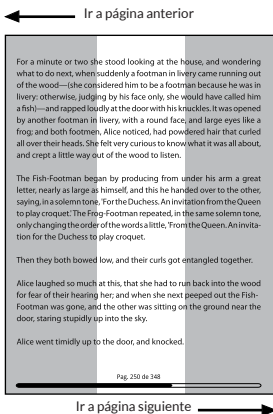 Ir a página anterior
For a minute or two she stood looking at the house, and wondering
what to do next, when suddenly a footman in livery came running out
of the wood—(she considered him to be a footman because he was in
livery: otherwise, judging by his face only, she would have called him
a fish)—and rapped loudly at the door with his knuckles. It was opened
by another footman in livery, with a round face, and large eyes like a
frog; and both footmen, Alice noticed, had powdered hair that curled
all over their heads. She felt very curious to know what it was all about,
and crept a little way out of the wood to listen.
The Fish-Footman began by producing from under his arm a great
letter, nearly as large as himself, and this he handed over to the other,
saying, in a solemn tone, 'For the Duchess. An invitation from the Queen
to play croquet.' The Frog-Footman repeated, in the same solemn tone,
only changing the order of the words a little, 'From the Queen. An invita-
tion for the Duchess to play croquet.
Then they both bowed low, and their curls got entangled together.
Alice laughed so much at this, that she had to run back into the wood
for fear of their hearing her; and when she next peeped out the Fish-
Footman was gone, and the other was sitting on the ground near the
door, staring stupidly up into the sky.
Alice went timidly up to the door, and knocked.
Pag. 250 de 348
Ir a página siguiente